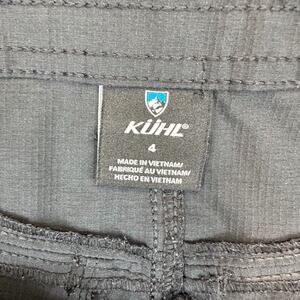 KÜHL®
4
MADE IN VIETNAM/
FABRIQUÉ AU VIETNAM/
HECHO EN VIETNAM